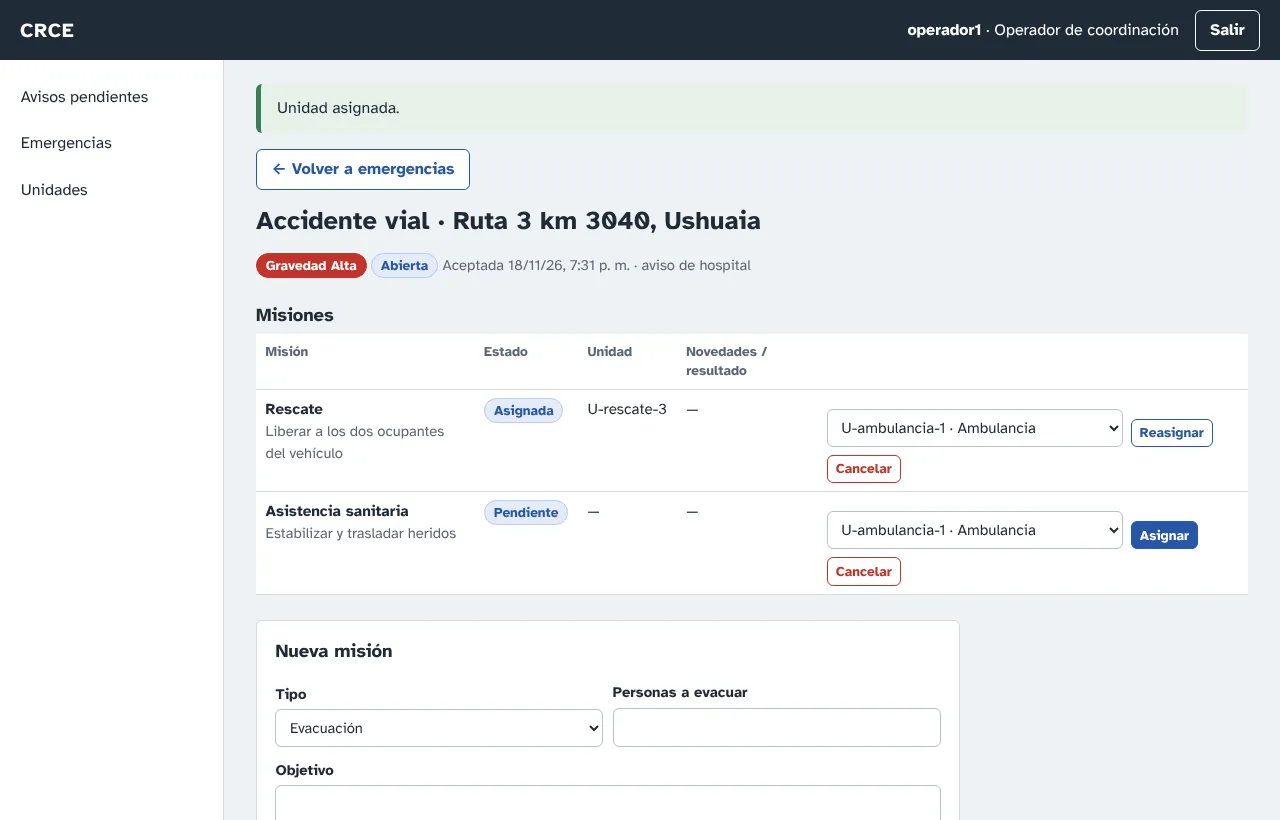 CRCE
operador1 · Operador de coordinación
Salir
Avisos pendientes
Emergencias
Unidades
Unidad asignada.
← Volver a emergencias
Accidente vial · Ruta 3 km 3040, Ushuaia
Gravedad Alta Abierta Aceptada 18/11/26, 7:31 p. m. · aviso de hospital
Misiones
Misión Estado Unidad Novedades /
resultado
Rescate Asignada U-rescate-3 —
Liberar a los dos ocupantes
del vehículo
U-ambulancia-1 · Ambulancia Reasignar
Cancelar
Asistencia sanitaria Pendiente — —
Estabilizar y trasladar heridos
U-ambulancia-1 · Ambulancia Asignar
Cancelar
Nueva misión
Tipo Personas a evacuar
Evacuación
Objetivo